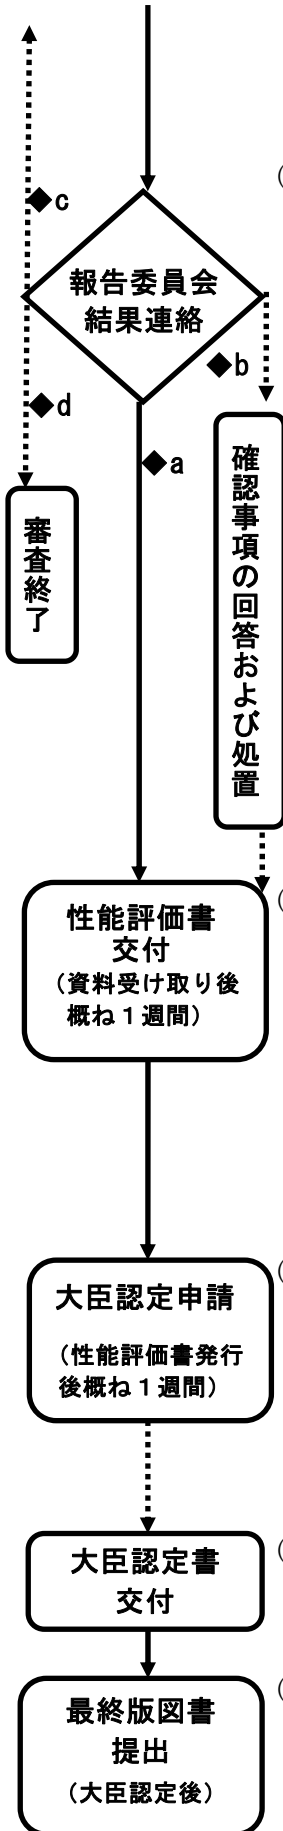 （
◆c
報告委員会
結果連絡
◆b
◆d
◆a
審査終了
確認事項の回答および処置
（
性能評価書
交付
（資料受け取り後
概ね１週間）
（
大臣認定申請
（性能評価書発行
後概ね１週間）
（
大臣認定書
交付
（
最終版図書
提出
（大臣認定後）